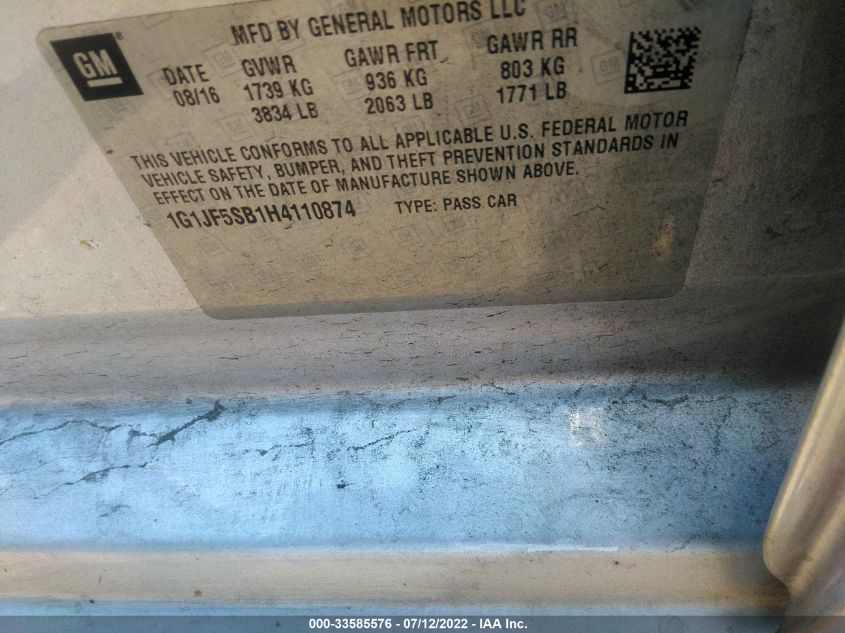 GM
MFD BY GENERAL MOTORS LLC
DATE GVWR GAWR FRT GAWR RR
08/16 1739 KG 936 KG 803 KG
3834 LB 2063 LB 1771 LB
THIS VEHICLE CONFORMS TO ALL APPLICABLE U.S. FEDERAL MOTOR
VEHICLE SAFETY, BUMPER, AND THEFT PREVENTION STANDARDS IN
EFFECT ON THE DATE OF MANUFACTURE SHOWN ABOVE.
1G1JF5SB1H4110874 TYPE: PASS CAR
000-33585576 - 07/12/2022 - IAA Inc.